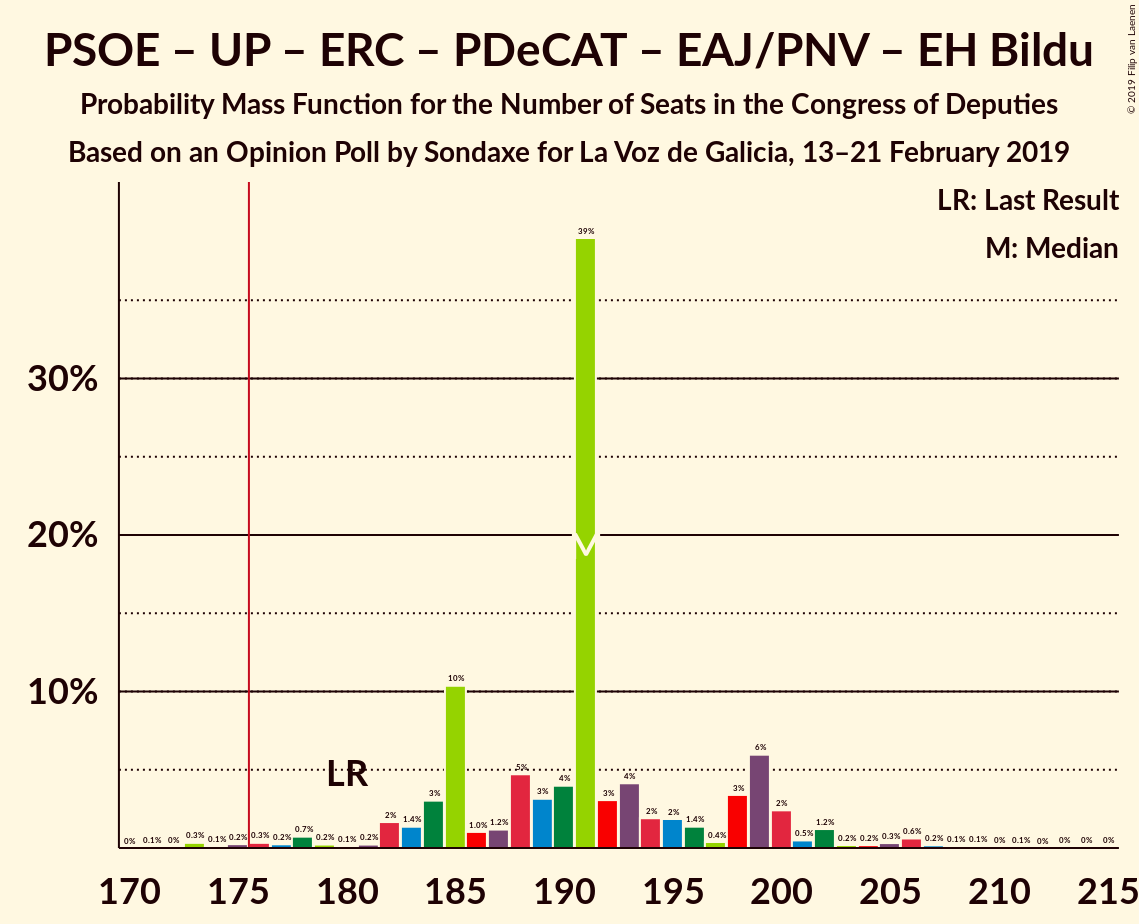 PSOE – UP – ERC – PDeCAT – EAJ/PNV – EH Bildu
Probability Mass Function for the Number of Seats in the Congress of Deputies
Based on an Opinion Poll by Sondaxe for La Voz de Galicia, 13–21 February 2019
© 2019 Filip van Laenen
LR: Last Result
M: Median
39%
30%
20%
10%
10%
6%
LR
5%
4%
4%
3%
3%
3%
3%
2%
2%
2%
2%
0% 0.1% 0% 0.3% 0.1% 0.2% 0.3% 0.2% 0.7% 0.2% 0.1% 0.2% 1.4% 1.0% 1.2% 1.4% 0.4% 0.5% 1.2% 0.2% 0.2% 0.3% 0.6% 0.2% 0.1% 0.1% 0% 0.1% 0% 0% 0% 0%
170 175 180 185 190 195 200 205 210 215